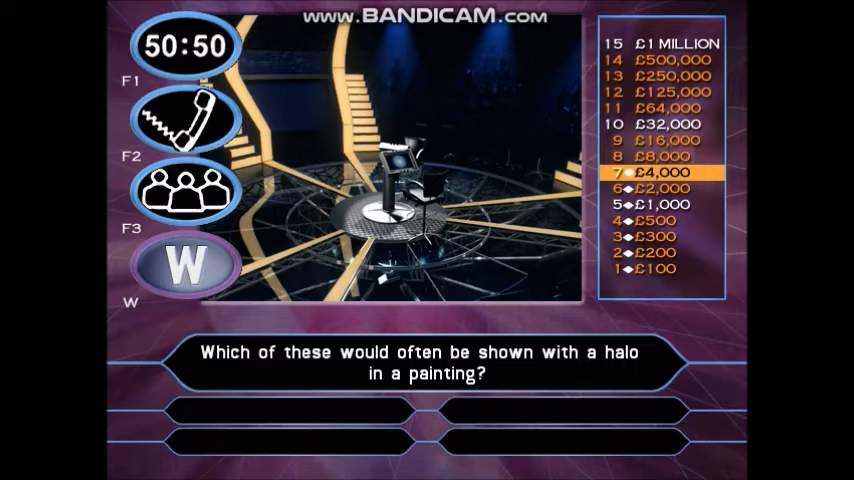 www.BANDICAM.com
50:50
F1
F2
F3
W
W
15 £1 MILLION
14 £500,000
13 £250,000
12 £125,000
11 £64,000
10 £32,000
9 £16,000
8 £8,000
7 £4,000
6 £2,000
5 £1,000
4 £500
3 £300
2 £200
1 £100
Which of these would often be shown with a halo
in a painting?